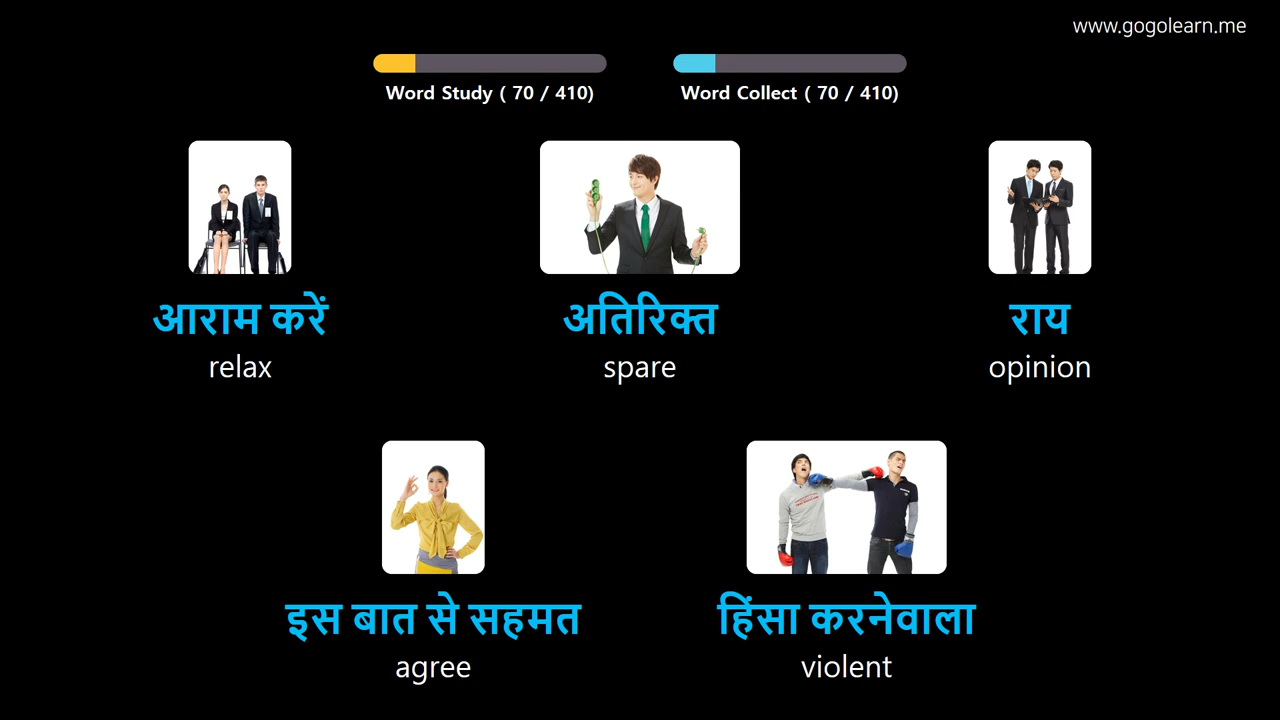 www.gogolearn.me
Word Study ( 70 / 410)
Word Collect ( 70 / 410)
आराम करें
relax
अतिरिक्त
spare
राय
opinion
इस बात से सहमत
agree
हिंसा करनेवाला
violent